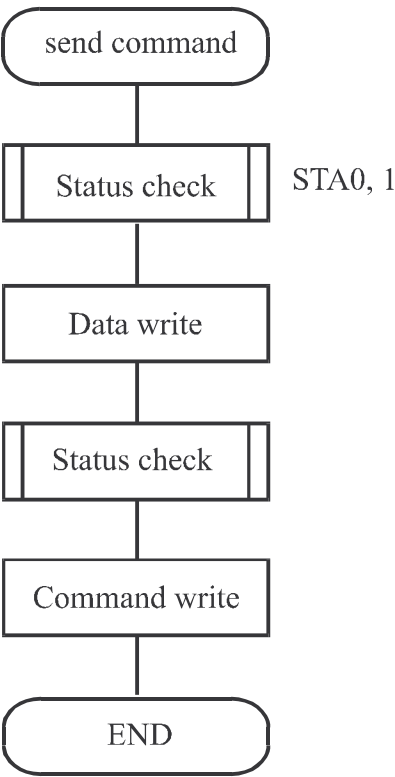 send command
Status check
STA0, 1
Data write
Status check
Command write
END